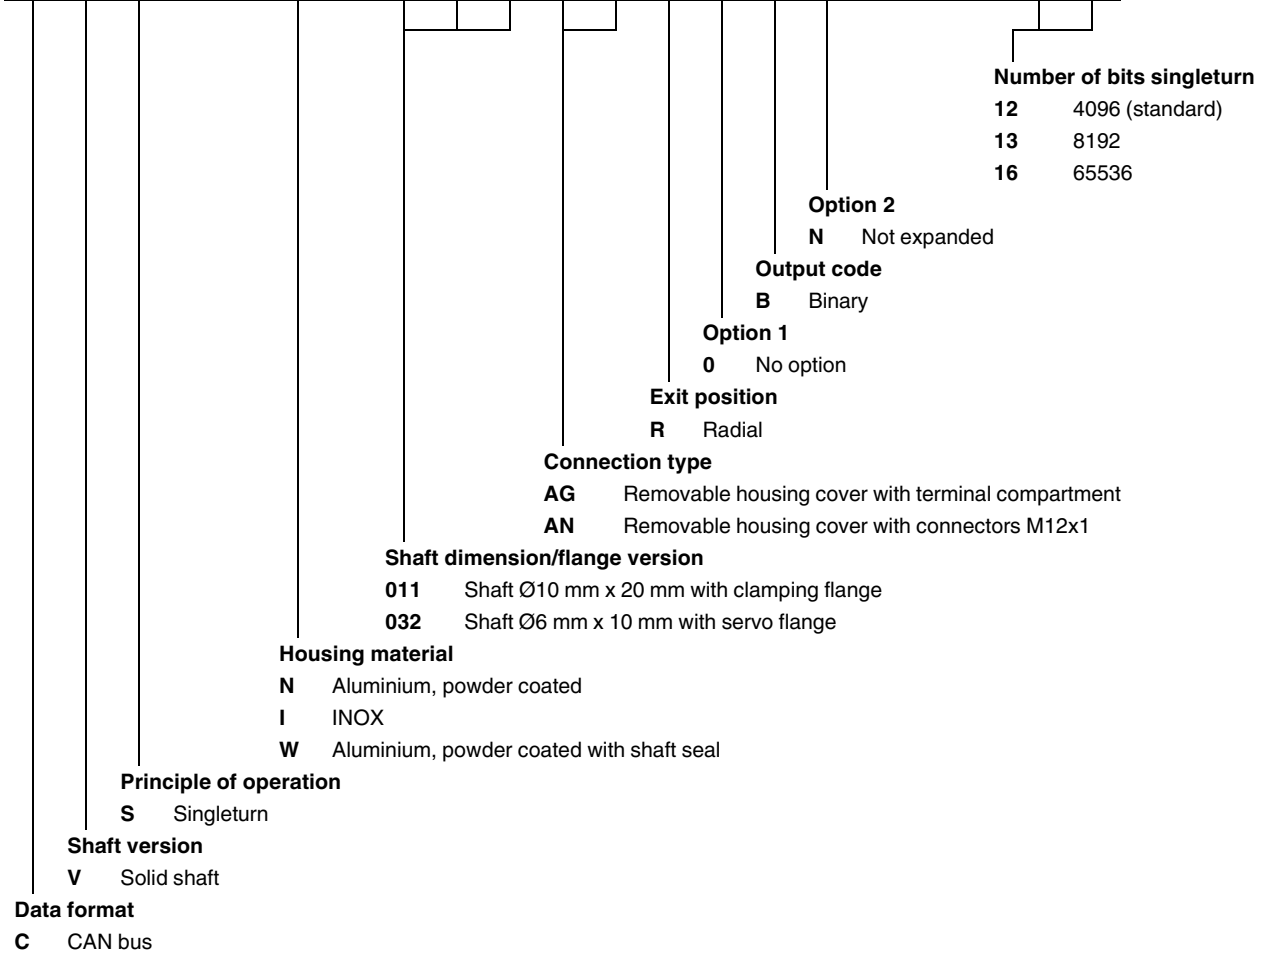 Number of bits singleturn
12 4096 (standard)
13 8192
16 65536
Option 2
N Not expanded
Output code
B Binary
Option 1
0 No option
Exit position
R Radial
Connection type
AG Removable housing cover with terminal compartment
AN Removable housing cover with connectors M12x1
Shaft dimension/flange version
011 Shaft Ø10 mm x 20 mm with clamping flange
032 Shaft Ø6 mm x 10 mm with servo flange
Housing material
N Aluminium, powder coated
I INOX
W Aluminium, powder coated with shaft seal
Principle of operation
S Singleturn
Shaft version
V Solid shaft
Data format
C CAN bus